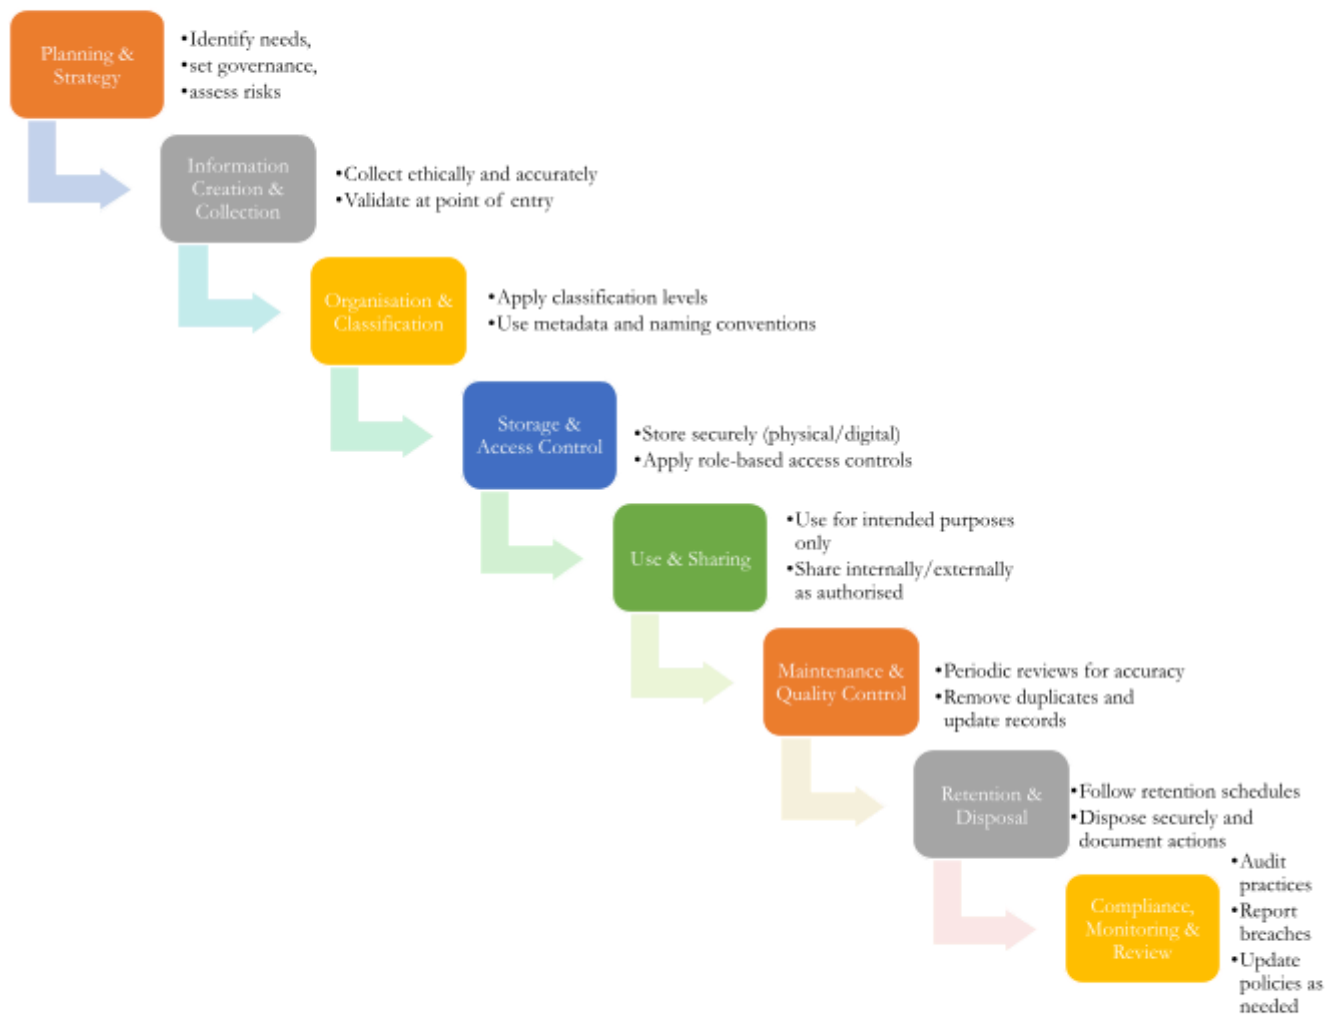 Planning &
Strategy
•Identify needs,
•set governance,
•assess risks
Information
Creation &
Collection
•Collect ethically and accurately
•Validate at point of entry
Organisation &
Classification
•Apply classification levels
•Use metadata and naming conventions
Storage &
Access Control
•Store securely (physical/digital)
•Apply role-based access controls
Use & Sharing
•Use for intended purposes
only
•Share internally/externally
as authorised
Maintenance &
Quality Control
•Periodic reviews for accuracy
•Remove duplicates and
update records
Retention &
Disposal
•Follow retention schedules
•Dispose securely and
document actions
Compliance,
Monitoring &
Review
•Audit
practices
•Report
breaches
•Update
policies as
needed